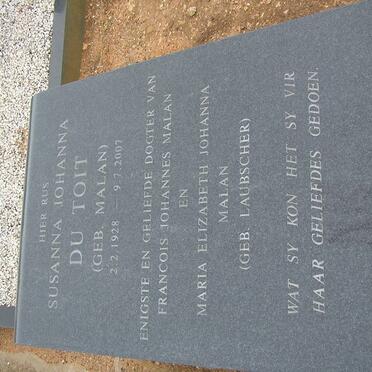 HIER RUS
SUSANNA JOHANNA
DU TOIT
(GEB. MALAN)
2.2.1928 — 9.7.2007
ENIGSTE EN GELIEFDE DOGTER VAN
FRANCOIS JOHANNES MALAN
EN
MARIA ELIZABETH JOHANNA
MALAN
(GEB. LAUBSCHER)
WAT SY KON HET SY VIR
HAAR GELIEFDES GEDOEN.